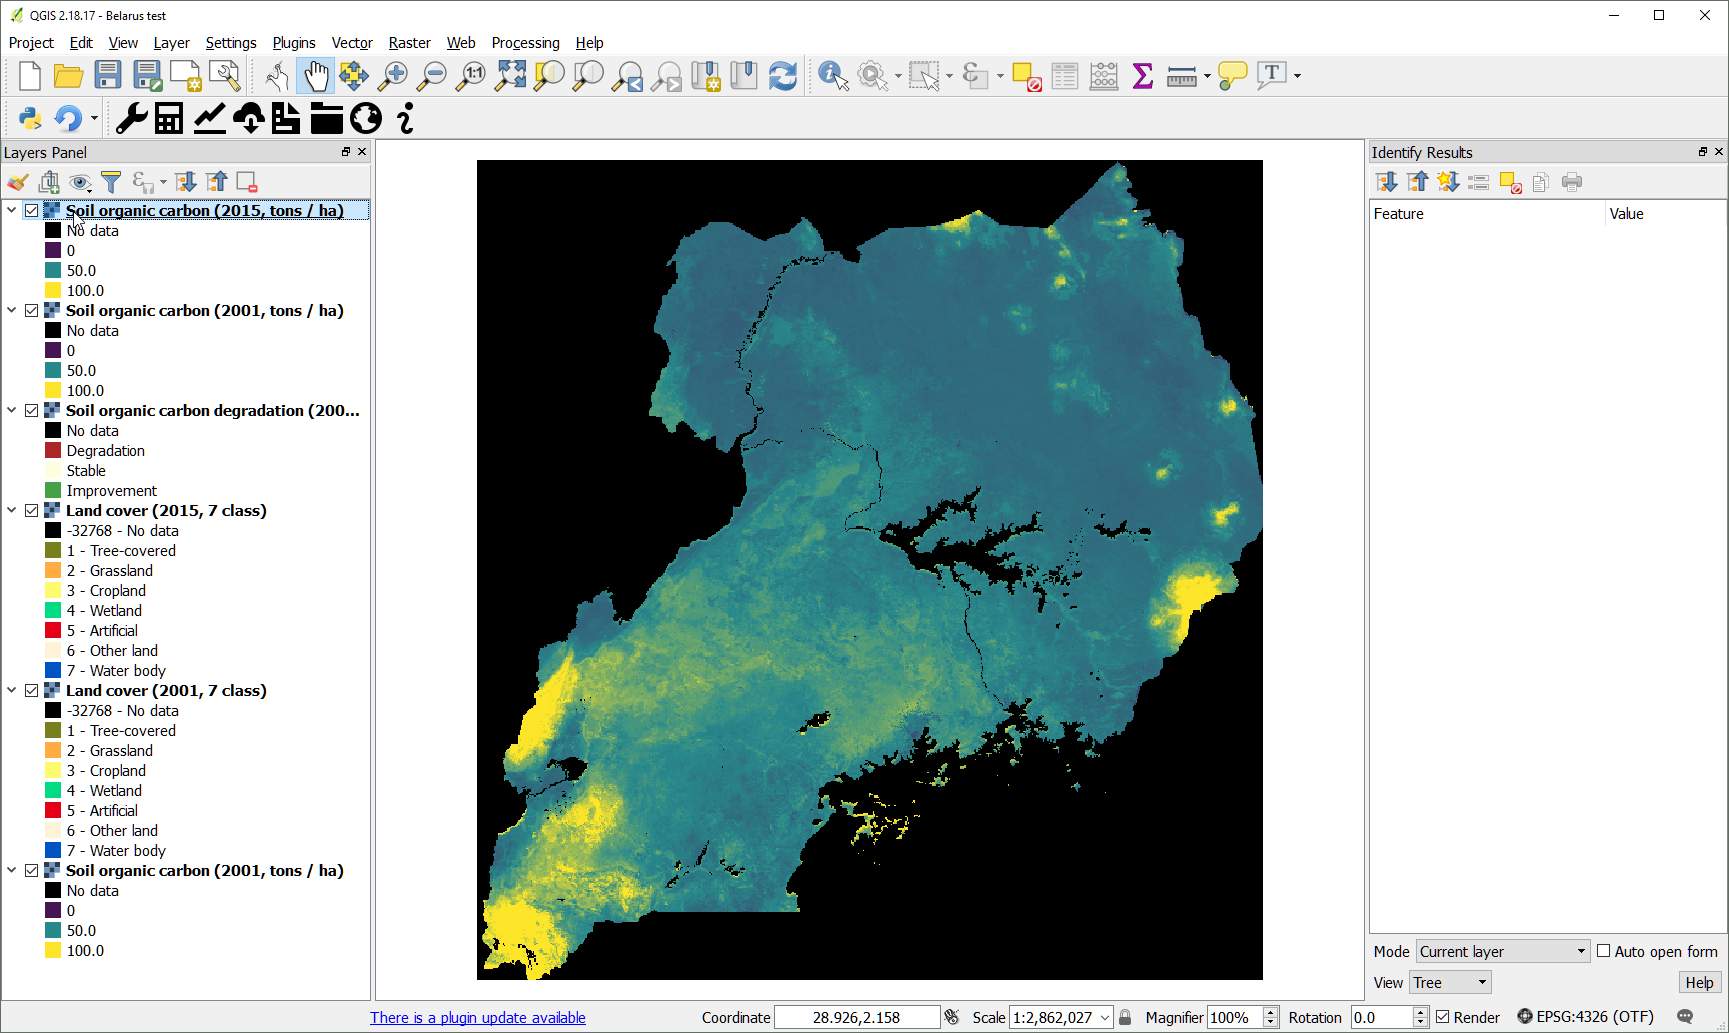 QGIS 2.18.17 - Belarus test
Project Edit View Layer Settings Plugins Vector Raster Web Processing Help
Layers Panel
Soil organic carbon (2015, tons / ha)
No data
0
50.0
100.0
Soil organic carbon (2001, tons / ha)
No data
0
50.0
100.0
Soil organic carbon degradation (200...
No data
Degradation
Stable
Improvement
Land cover (2015, 7 class)
-32768 - No data
1 - Tree-covered
2 - Grassland
3 - Cropland
4 - Wetland
5 - Artificial
6 - Other land
7 - Water body
Land cover (2001, 7 class)
-32768 - No data
1 - Tree-covered
2 - Grassland
3 - Cropland
4 - Wetland
5 - Artificial
6 - Other land
7 - Water body
Soil organic carbon (2001, tons / ha)
No data
0
50.0
100.0
Identify Results
Feature Value
Mode Current layer Auto open form
View Tree Help
There is a plugin update available Coordinate 28.926,2.158 Scale 1:2,862,027 Magnifier 100% Rotation 0.0 Render EPSG:4326 (OTF)